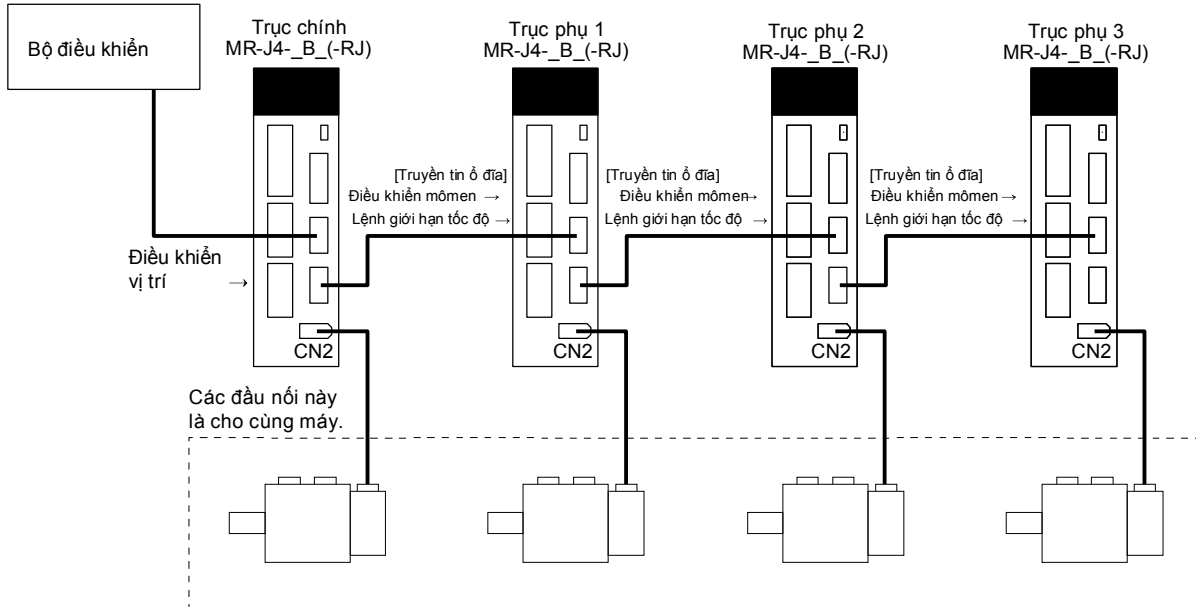 Bộ điều khiển
Trục chính
MR-J4-_B_(-RJ)
Trục phụ 1
MR-J4-_B_(-RJ)
Trục phụ 2
MR-J4-_B_(-RJ)
Trục phụ 3
MR-J4-_B_(-RJ)
[Truyền tin ổ đĩa]
Điều khiển mômen →
Lệnh giới hạn tốc độ →
[Truyền tin ổ đĩa]
Điều khiển mômen→
Lệnh giới hạn tốc độ →
[Truyền tin ổ đĩa]
Điều khiển mômen →
Lệnh giới hạn tốc độ →
Điều khiển
vị trí →
CN2
CN2
CN2
CN2
Các đầu nối này
là cho cùng máy.